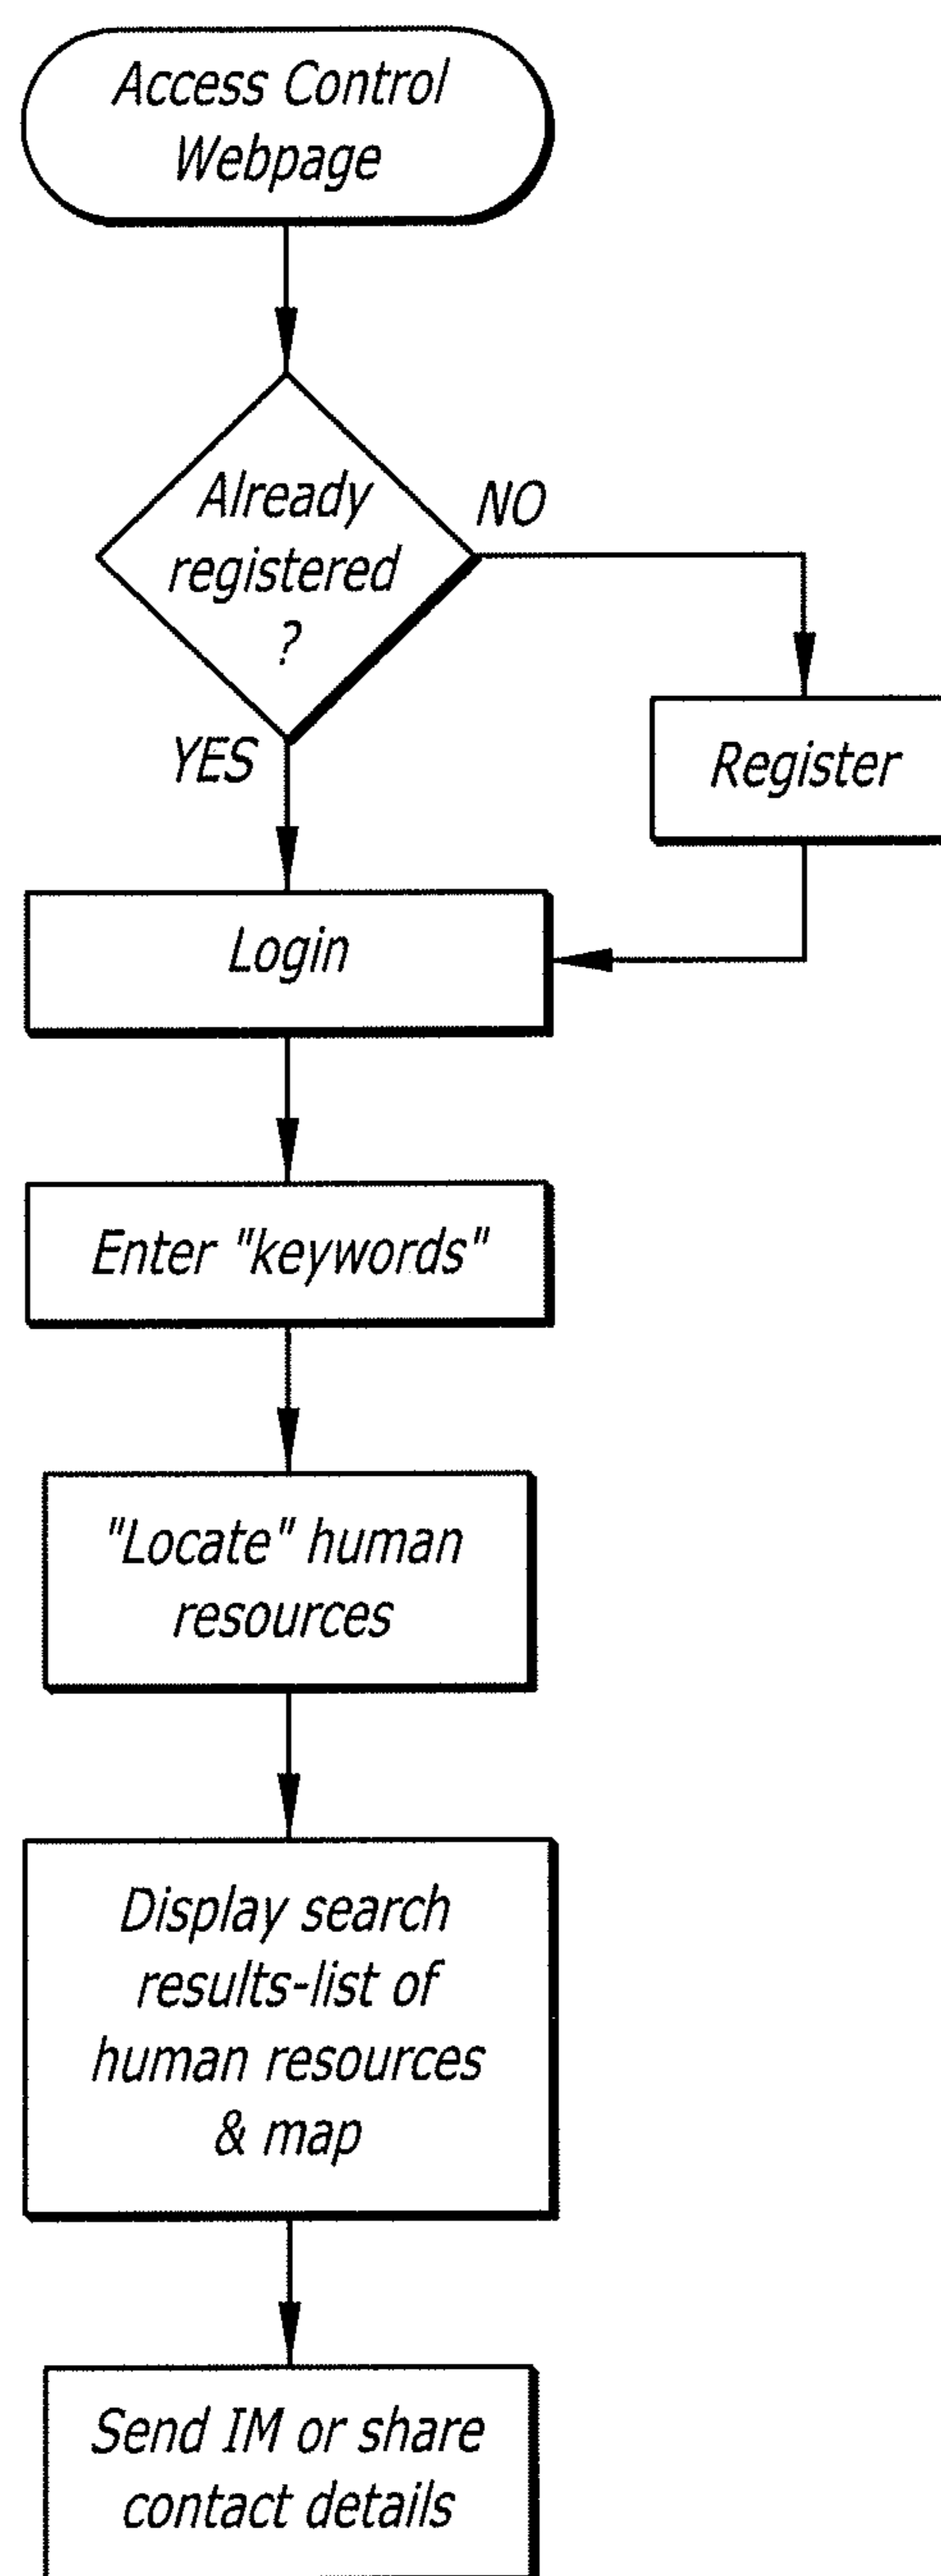 Access Control
Webpage
Already
registered
?
NO
YES
Register
Login
Enter "keywords"
"Locate" human
resources
Display search
results-list of
human resources
& map
Send IM or share
contact details